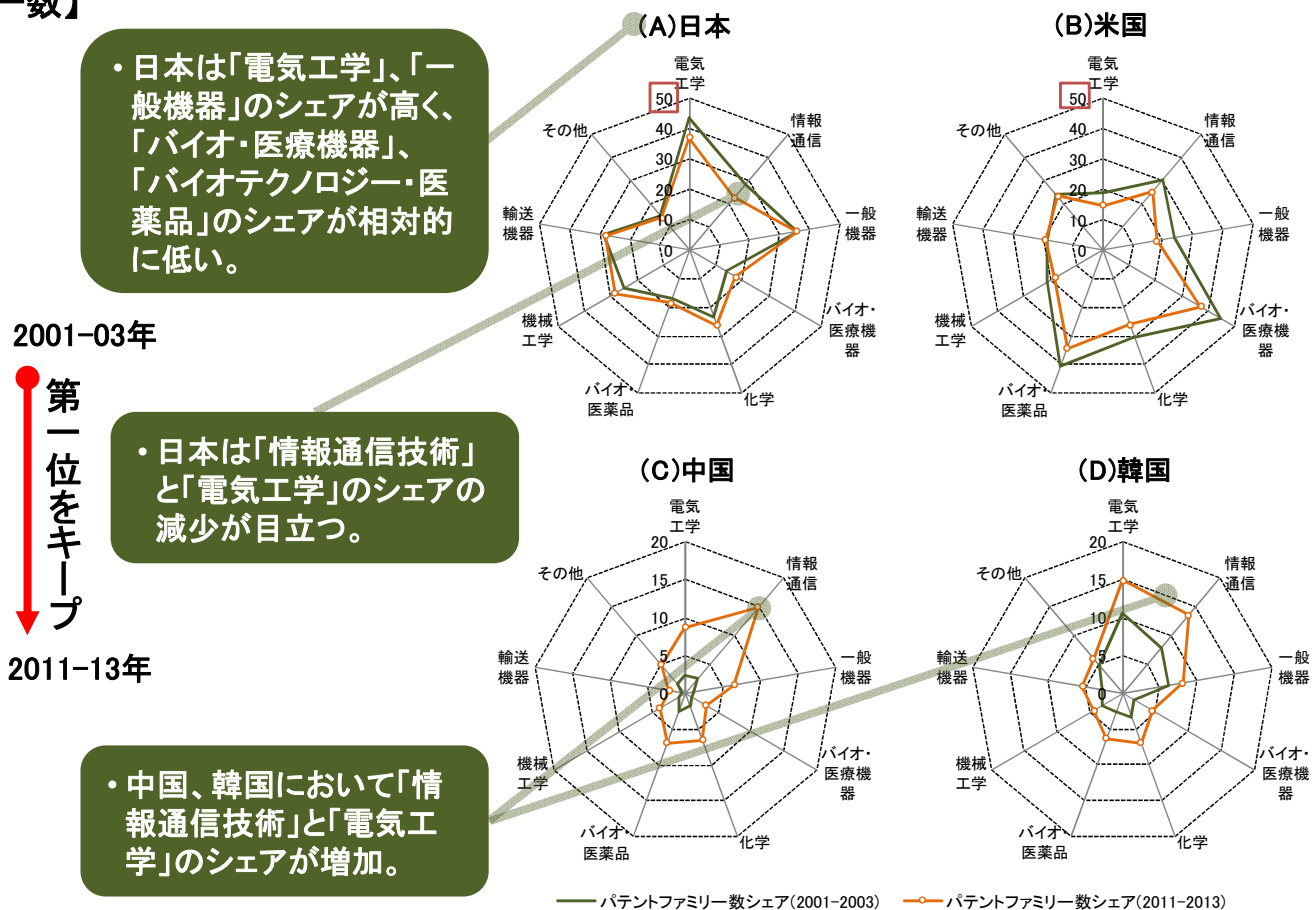 ー数】
・日本は「電気工学」、「一
般機器」のシェアが高く、
「バイオ・医療機器」、
「バイオテクノロジー・医
薬品」のシェアが相対的
に低い。
2001-03年
第一位をキープ
2011-13年
・日本は「情報通信技術」
と「電気工学」のシェアの
減少が目立つ。
・中国、韓国において「情
報通信技術」と「電気工
学」のシェアが増加。
(A)日本
電気
工学
情報
通信
一般
機器
バイオ・
医療機
器
化学
バイオ・
医薬品
機械
工学
輸送
機器
その他
50
40
30
20
10
0
(B)米国
電気
工学
情報
通信
一般
機器
バイオ・
医療機
器
化学
バイオ・
医薬品
機械
工学
輸送
機器
その他
50
40
30
20
10
0
(C)中国
電気
工学
情報
通信
一般
機器
バイオ・
医療機
器
化学
バイオ・
医薬品
機械
工学
輸送
機器
その他
20
15
10
5
0
(D)韓国
電気
工学
情報
通信
一般
機器
バイオ・
医療機
器
化学
バイオ・
医薬品
機械
工学
輸送
機器
その他
20
15
10
5
0
パテントファミリー数シェア(2001-2003)
パテントファミリー数シェア(2011-2013)